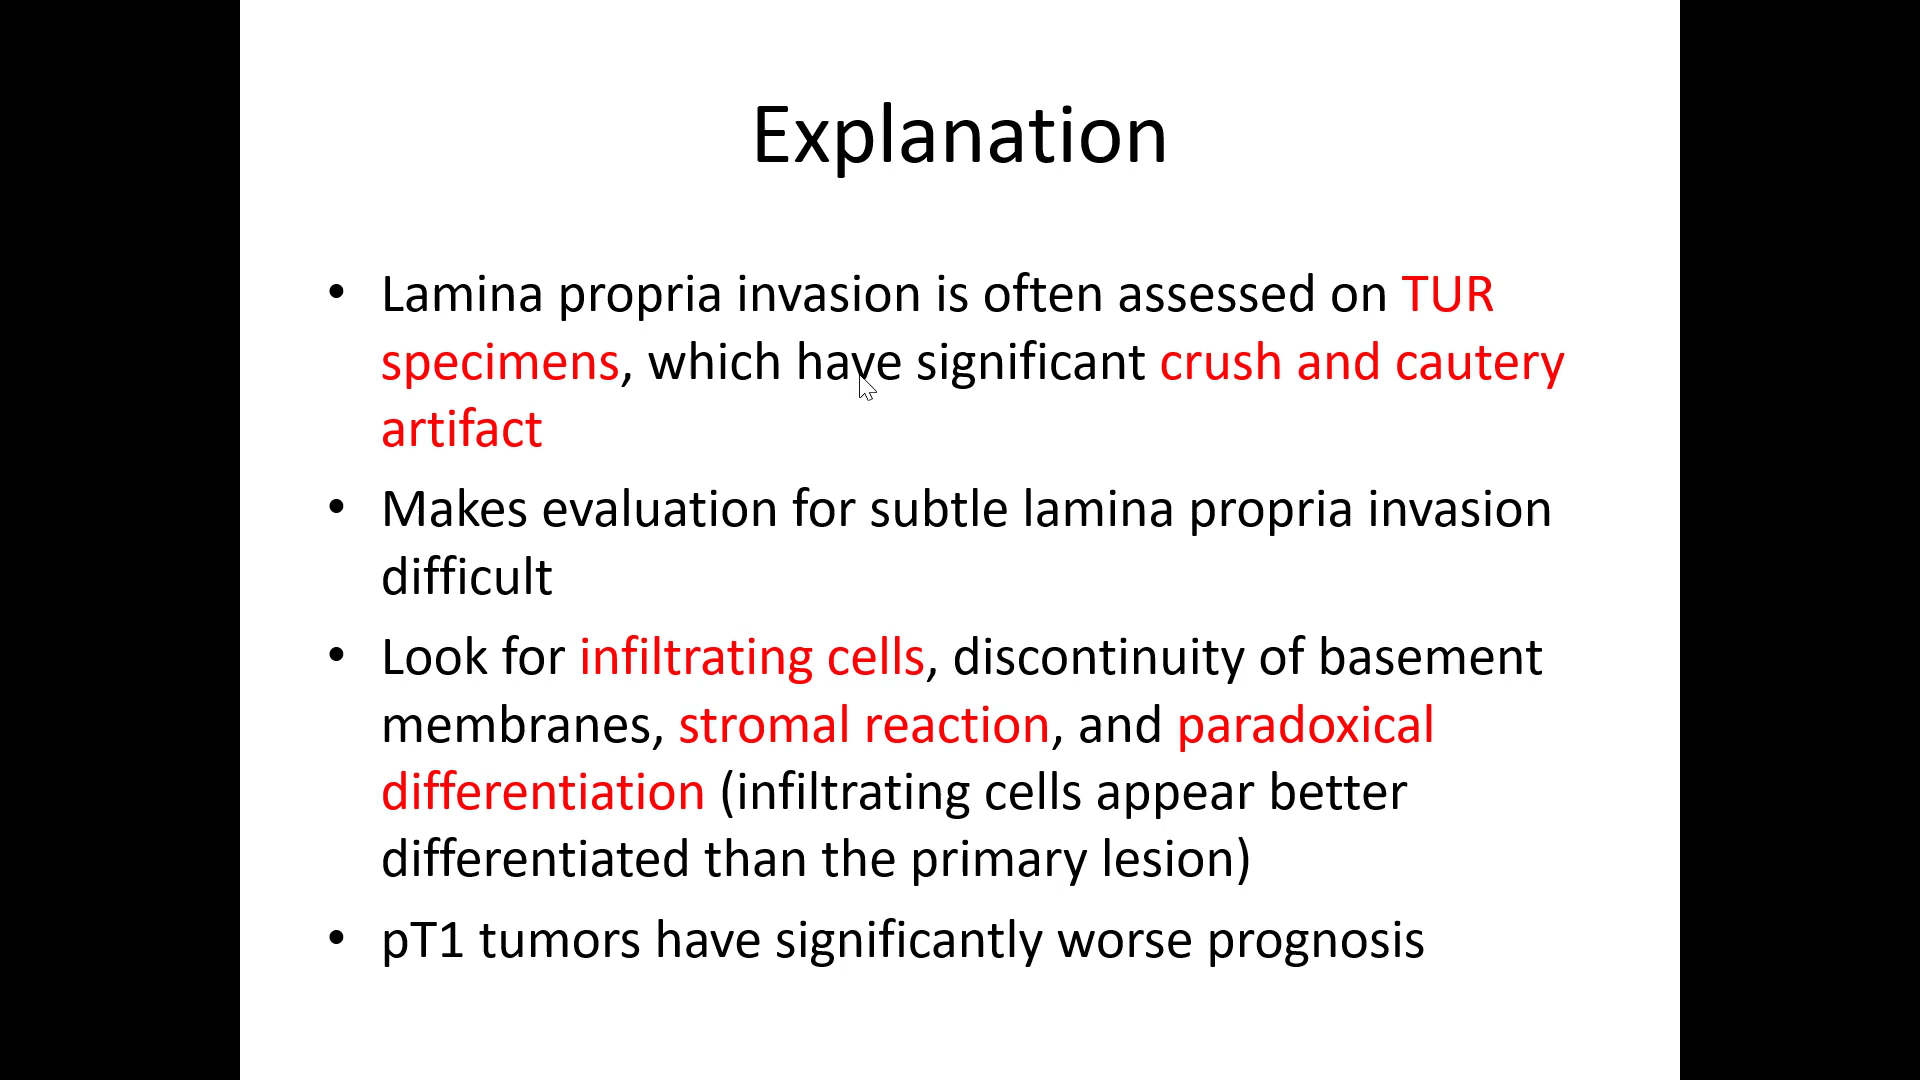 Explanation
• Lamina propria invasion is often assessed on TUR
specimens, which have significant crush and cautery
artifact
• Makes evaluation for subtle lamina propria invasion
difficult
• Look for infiltrating cells, discontinuity of basement
membranes, stromal reaction, and paradoxical
differentiation (infiltrating cells appear better
differentiated than the primary lesion)
• pT1 tumors have significantly worse prognosis